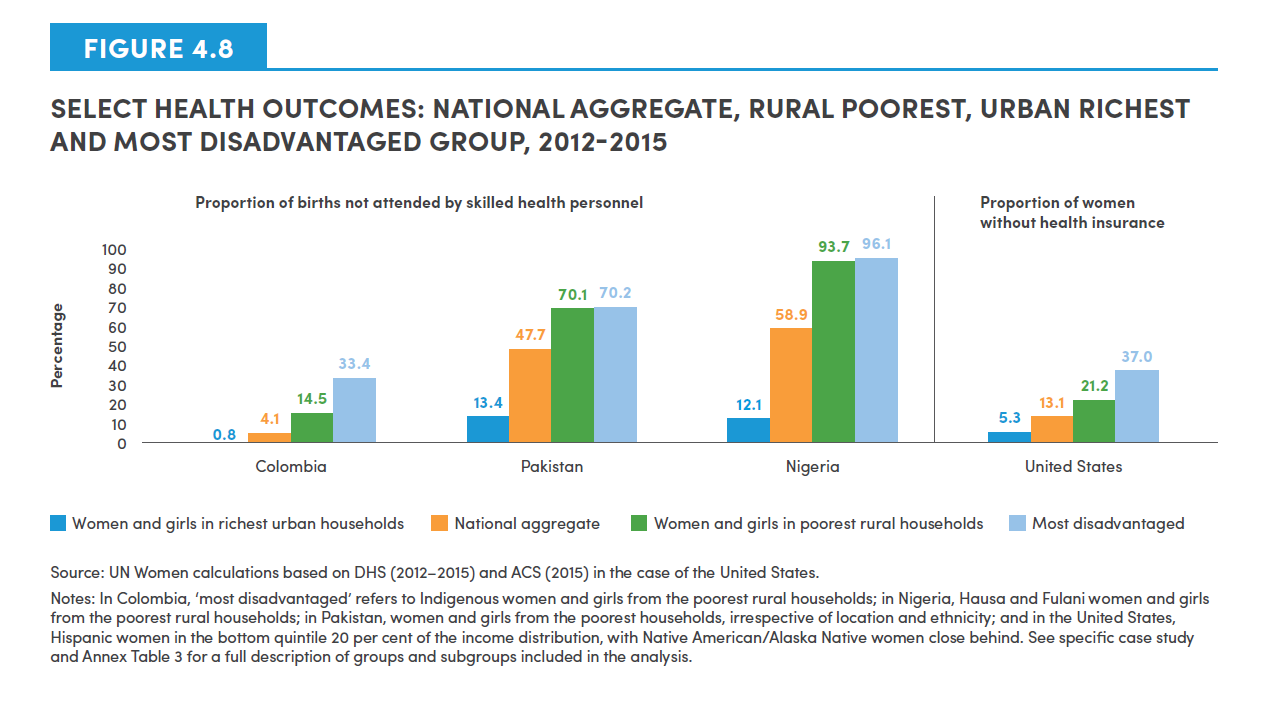 FIGURE 4.8
SELECT HEALTH OUTCOMES: NATIONAL AGGREGATE, RURAL POOREST, URBAN RICHEST
AND MOST DISADVANTAGED GROUP, 2012-2015
Proportion of births not attended by skilled health personnel
Proportion of women
without health insurance
Percentage
100
90
80
70
60
50
40
30
20
10
0
0.8
4.1
14.5
33.4
13.4
47.7
70.1
70.2
12.1
58.9
93.7
96.1
5.3
13.1
21.2
37.0
Colombia
Pakistan
Nigeria
United States
Women and girls in richest urban households
National aggregate
Women and girls in poorest rural households
Most disadvantaged
Source: UN Women calculations based on DHS (2012–2015) and ACS (2015) in the case of the United States.
Notes: In Colombia, ‘most disadvantaged’ refers to Indigenous women and girls from the poorest rural households; in Nigeria, Hausa and Fulani women and girls
from the poorest rural households; in Pakistan, women and girls from the poorest households, irrespective of location and ethnicity; and in the United States,
Hispanic women in the bottom quintile 20 per cent of the income distribution, with Native American/Alaska Native women close behind. See specific case study
and Annex Table 3 for a full description of groups and subgroups included in the analysis.